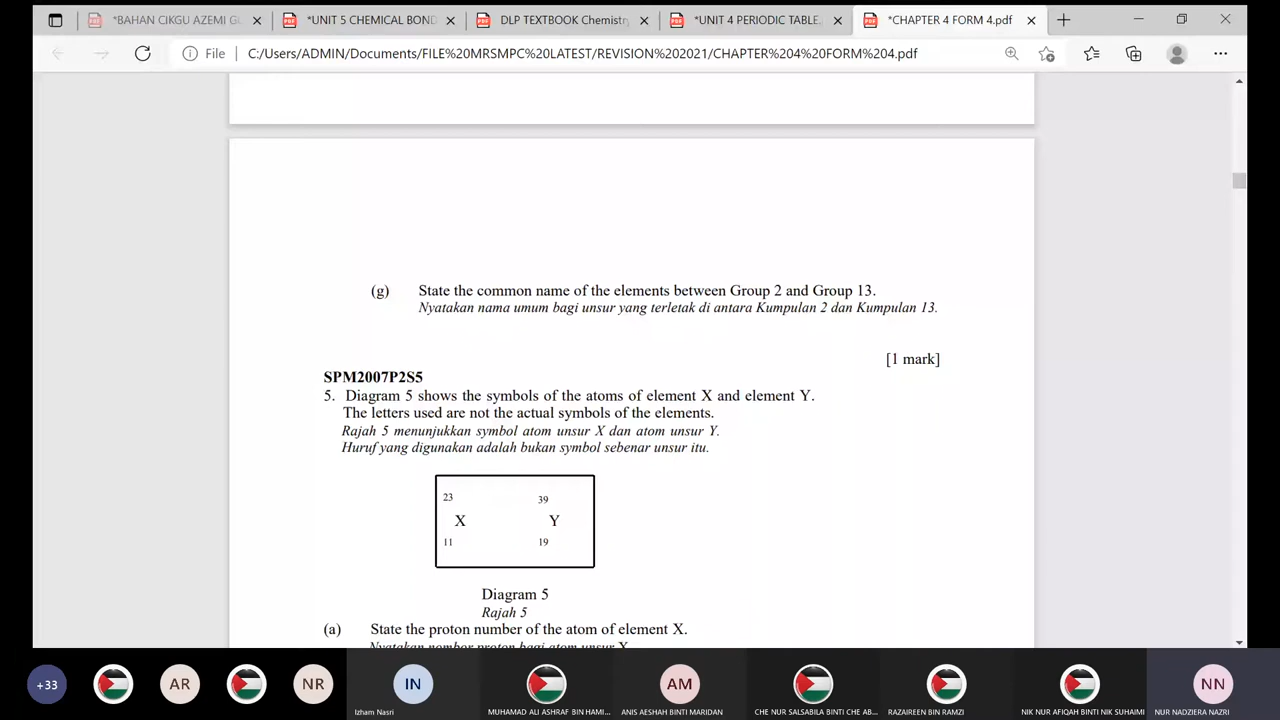 *BAHAN CIKGU AZEMI G
*UNIT 5 CHEMICAL BOND
DLP TEXTBOOK Chemistry
*UNIT 4 PERIODIC TABLE
*CHAPTER 4 FORM 4.pdf
File
C:/Users/ADMIN/Documents/FILE%20MRSMPC%20LATEST/REVISION%202021/CHAPTER%204%20FORM%204.pdf
(g) State the common name of the elements between Group 2 and Group 13.
Nyatakan nama umum bagi unsur yang terletak di antara Kumpulan 2 dan Kumpulan 13.
[1 mark]
SPM2007P2S5
5. Diagram 5 shows the symbols of the atoms of element X and element Y.
The letters used are not the actual symbols of the elements.
Rajah 5 menunjukkan symbol atom unsur X dan atom unsur Y.
Huruf yang digunakan adalah bukan symbol sebenar unsur itu.
23 39
X Y
11 19
Diagram 5
Rajah 5
(a) State the proton number of the atom of element X.
Nyatakan nombor proton bagi atom unsur X
+33 AR NR IN AM NN
Izham Nasri
MUHAMAD ALI ASHRAF BIN HAMI...
ANIS AEISHAH BINTI MARIDAN
CHE NUR SALSABILA BINTI CHE AB...
RAZAIREEN BIN RAMZI
NIK NUR AFIQAH BINTI NIK SUHAIMI
NUR NADZIERA NAZRI